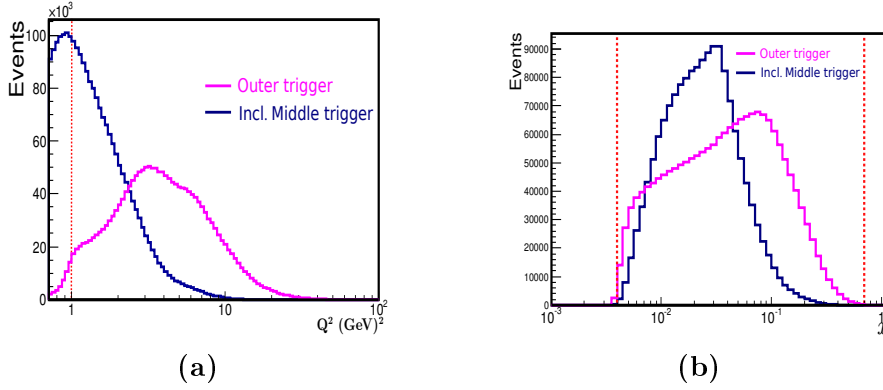 ×10³
Events
100
80
60
40
20
0
Outer trigger
Incl. Middle trigger
1
10
10²
Q² (GeV)²
(a)
Events
90000
80000
70000
60000
50000
40000
30000
20000
10000
0
Outer trigger
Incl. Middle trigger
10⁻³
10⁻²
10⁻¹
1
(b)